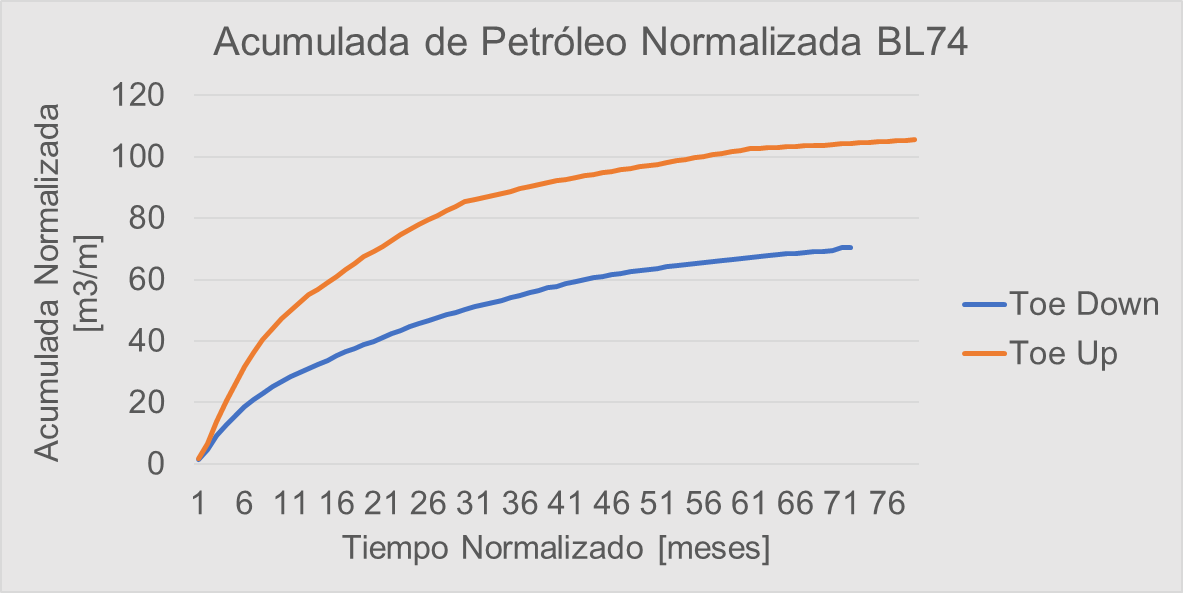 Acumulada de Petróleo Normalizada BL74
Acumulada Normalizada
[m3/m]
120
100
80
60
40
20
0
1 6 11 16 21 26 31 36 41 46 51 56 61 66 71 76
Tiempo Normalizado [meses]
Toe Down
Toe Up